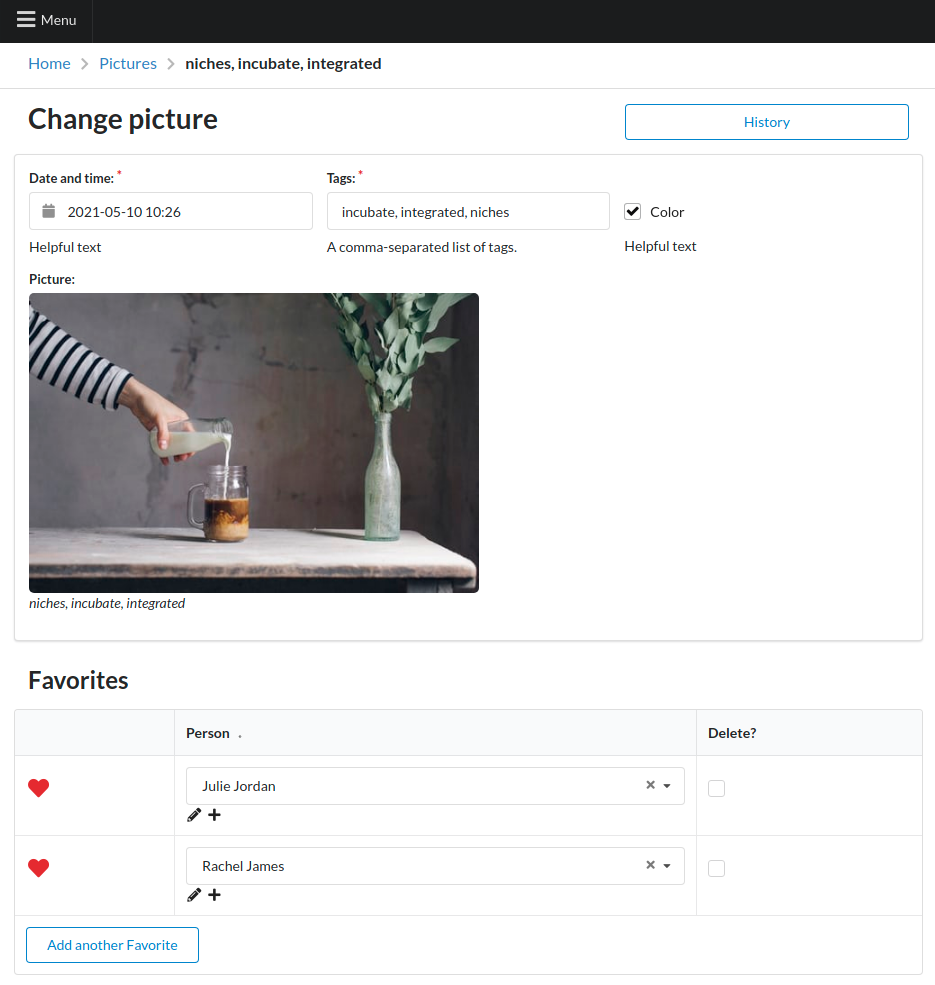 Menu
Home > Pictures > niches, incubate, integrated
Change picture
History
Date and time: *
Tags: *
2021-05-10 10:26
incubate, integrated, niches
Color
Helpful text
A comma-separated list of tags.
Helpful text
Picture:
niches, incubate, integrated
Favorites
Person .
Delete?
Julie Jordan
Rachel James
Add another Favorite